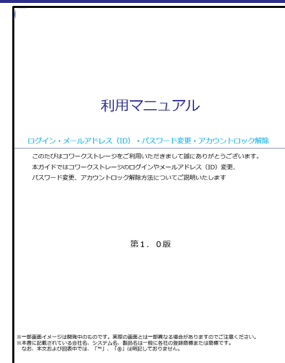 利用マニュアル
ログイン・メールアドレス（ID）・パスワード変更・アカウントロック解除
このたびはコワークストレージをご利用いただきまして誠にありがとうございます。
本ガイドではコワークストレージのログインやメールアドレス（ID）変更、
パスワード変更、アカウントロック解除方法についてご説明いたします
第１．０版
※一部画面イメージは開発中のものです。実際の画面とは一部異なる場合がありますのでご注意ください。
※本書に記載されている会社名、システム名、製品名は一般に各社の登録商標または商標です。
なお、本文および図表中では、「™」、「®」は明記しておりません。